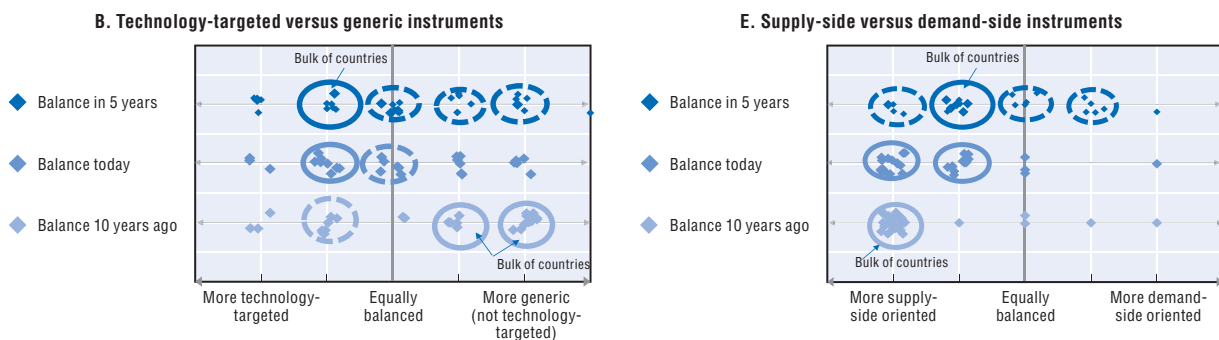 B. Technology-targeted versus generic instruments
Bulk of countries
Balance in 5 years
Balance today
Balance 10 years ago
Bulk of countries
More technology-
targeted
Equally
balanced
More generic
(not technology-
targeted)
E. Supply-side versus demand-side instruments
Bulk of countries
Balance in 5 years
Balance today
Balance 10 years ago
Bulk of countries
More supply-
side oriented
Equally
balanced
More demand-
side oriented